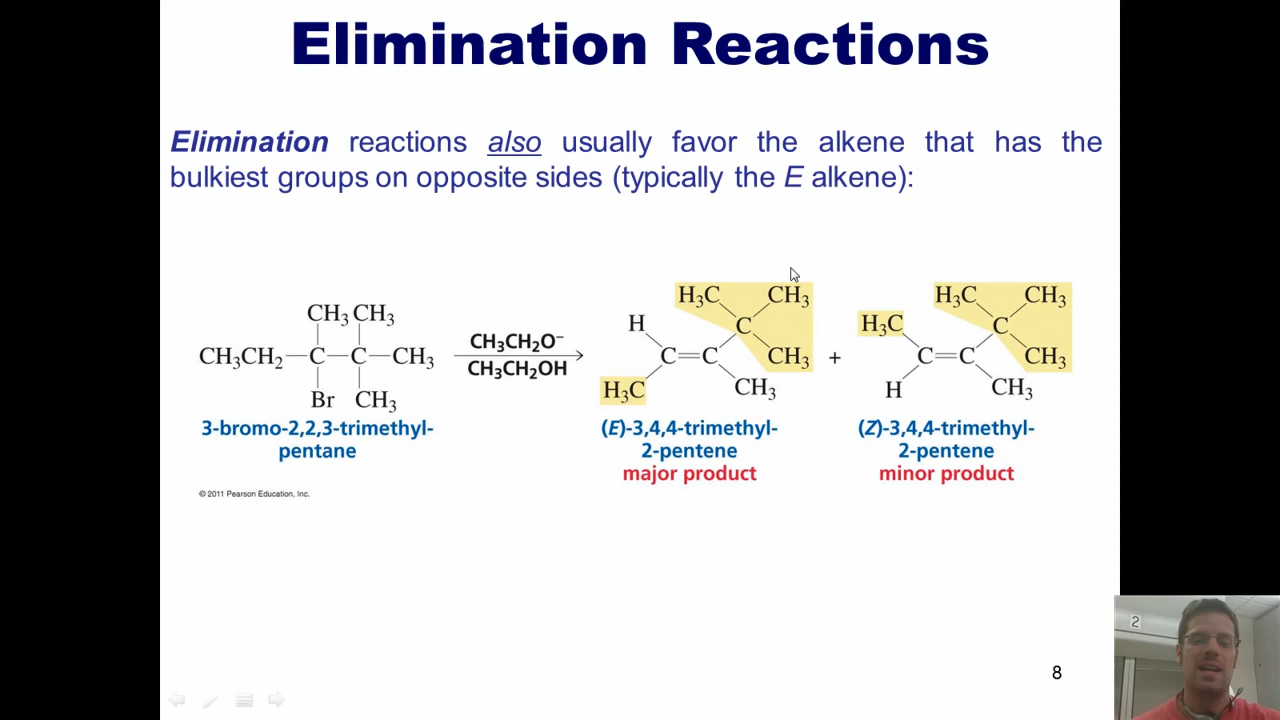 Elimination Reactions
Elimination reactions also usually favor the alkene that has the
bulkiest groups on opposite sides (typically the E alkene):
CH₃ CH₃
CH₃CH₂—C—C—CH₃
Br CH₃
3-bromo-2,2,3-trimethyl-
pentane
CH₃CH₂O⁻
CH₃CH₂OH
H₃C CH₃
H C
C=C CH₃
H₃C CH₃
(E)-3,4,4-trimethyl-
2-pentene
major product
+
H₃C CH₃
H₃C C
C=C CH₃
H CH₃
(Z)-3,4,4-trimethyl-
2-pentene
minor product
© 2011 Pearson Education, Inc.
2
8